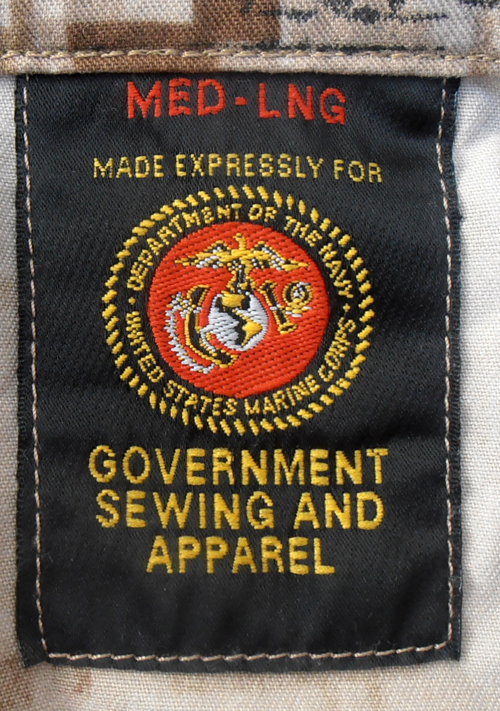 MED-LNG
MADE EXPRESSLY FOR
DEPARTMENT OF THE NAVY
UNITED STATES MARINE CORPS
GOVERNMENT
SEWING AND
APPAREL